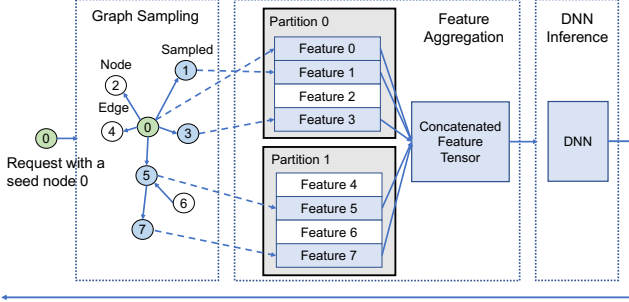 Graph Sampling
Partition 0
Feature
Aggregation
DNN
Inference
Sampled
Node
Edge
1
2
0
4
3
0
Request with a
seed node 0
5
6
7
Feature 0
Feature 1
Feature 2
Feature 3
Partition 1
Feature 4
Feature 5
Feature 6
Feature 7
Concatenated
Feature
Tensor
DNN